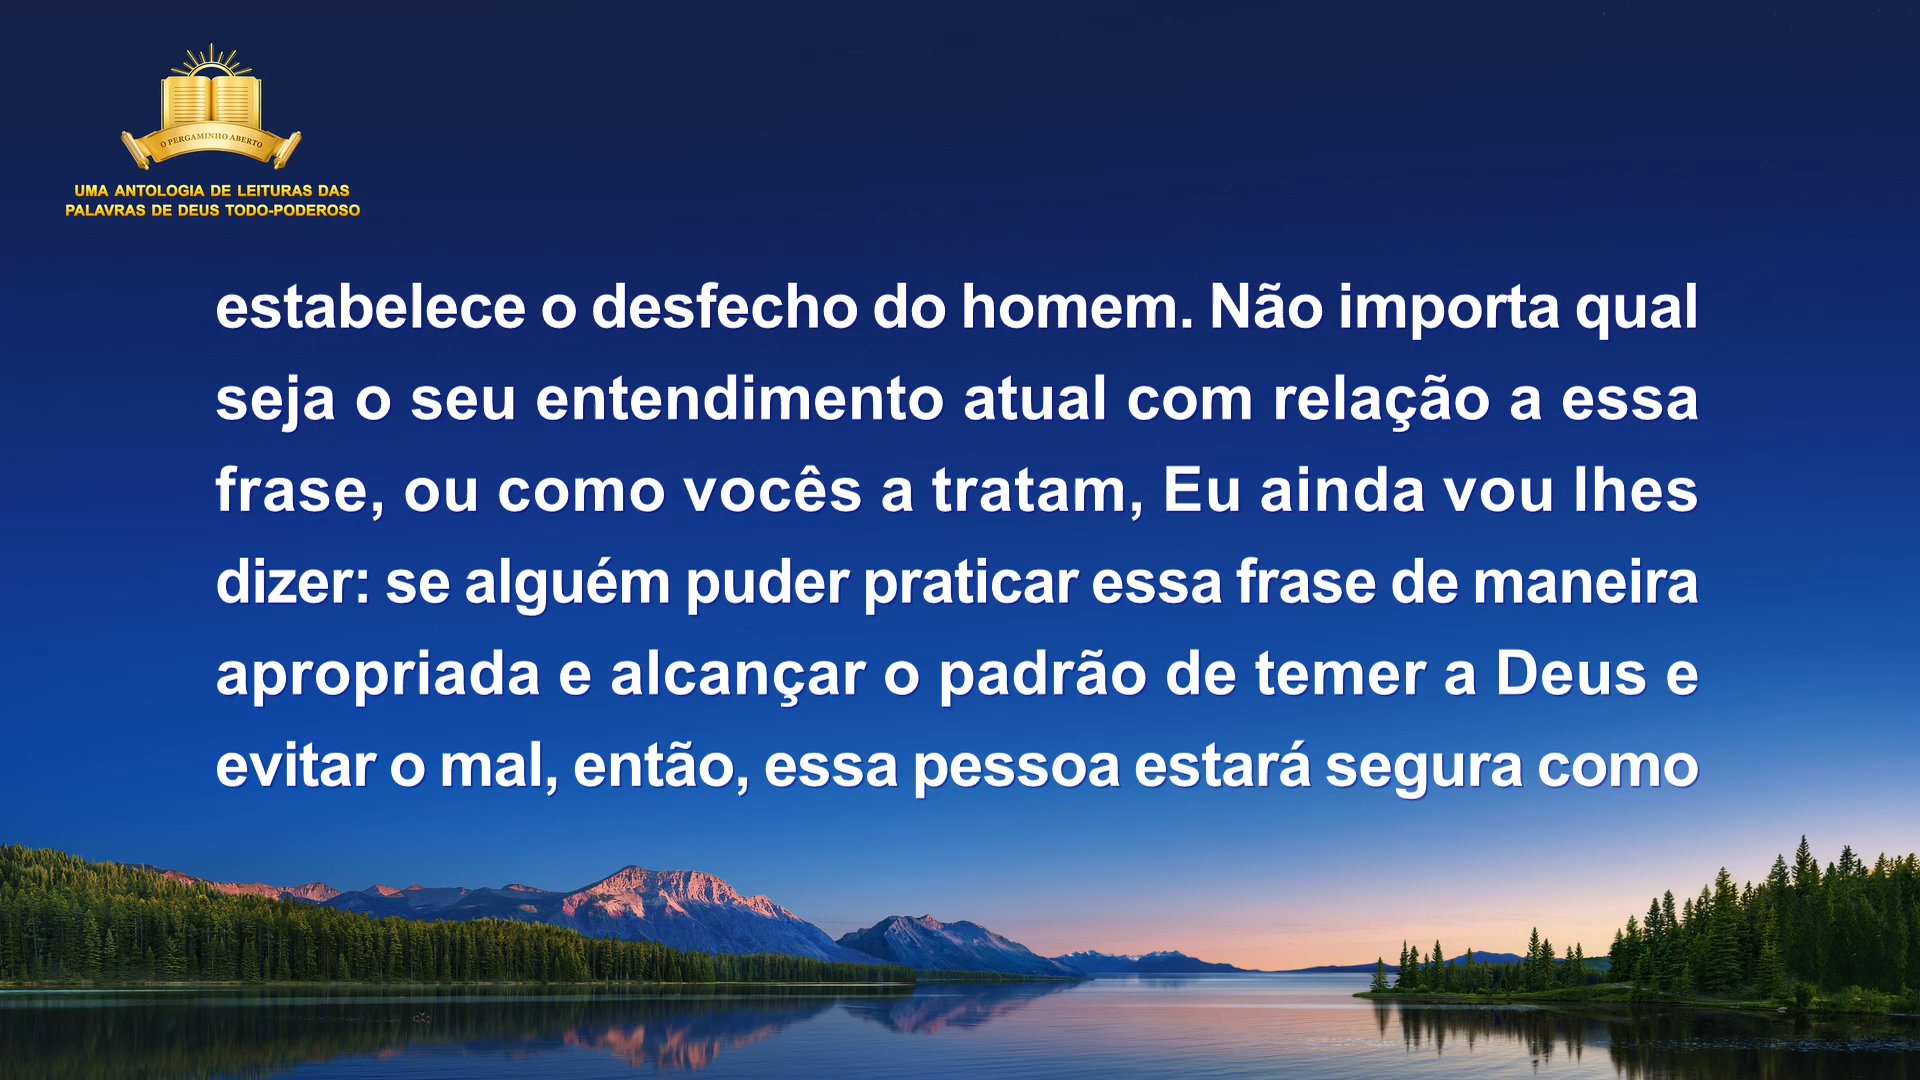 O PERGAMINHO ABERTO
UMA ANTOLOGIA DE LEITURAS DAS
PALAVRAS DE DEUS TODO-PODEROSO
estabelece o desfecho do homem. Não importa qual
seja o seu entendimento atual com relação a essa
frase, ou como vocês a tratam, Eu ainda vou lhes
dizer: se alguém puder praticar essa frase de maneira
apropriada e alcançar o padrão de temer a Deus e
evitar o mal, então, essa pessoa estará segura como